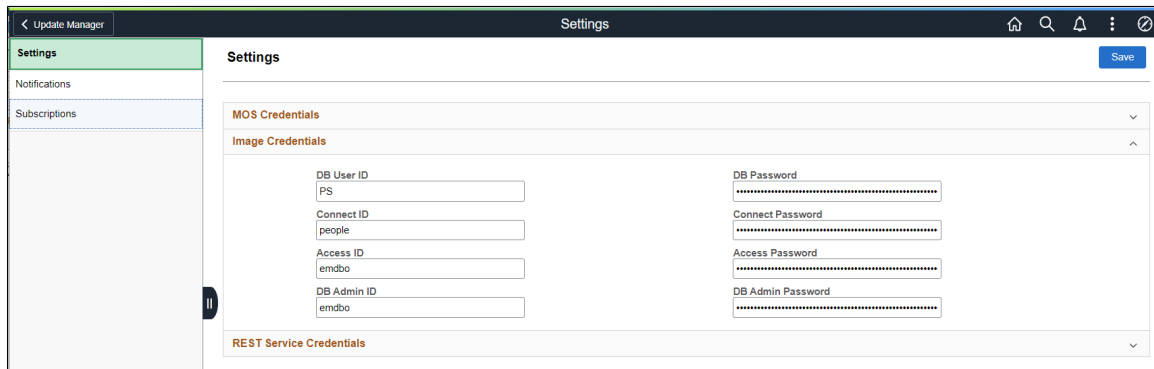 Update Manager
Settings
Settings
Notifications
Subscriptions
Settings
Save
MOS Credentials
Image Credentials
DB User ID
DB Password
PS
Connect ID
Connect Password
people
Access ID
Access Password
emdbo
DB Admin ID
DB Admin Password
emdbo
REST Service Credentials